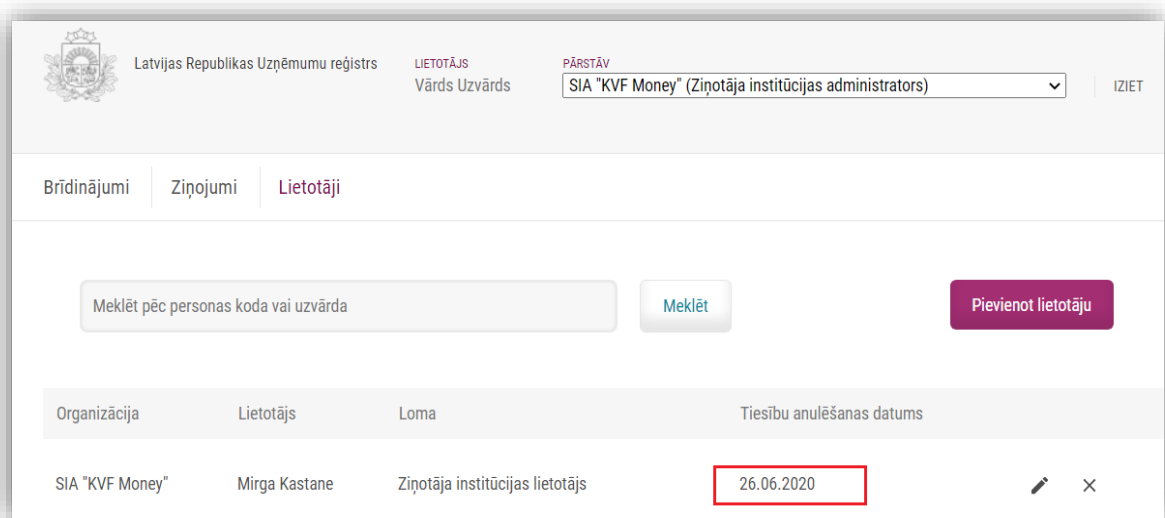 Latvijas Republikas Uzņēmumu reģistrs
LIETOTĀJS
Vārds Uzvārds
PĀRSTĀV
SIA "KVF Money" (Ziņotāja institūcijas administrators)
IZIET
Brīdinājumi Ziņojumi Lietotāji
Meklēt pēc personas koda vai uzvārda Meklēt Pievienot lietotāju
Organizācija Lietotājs Loma Tiesību anulēšanas datums
SIA "KVF Money" Mirga Kastane Ziņotāja institūcijas lietotājs 26.06.2020